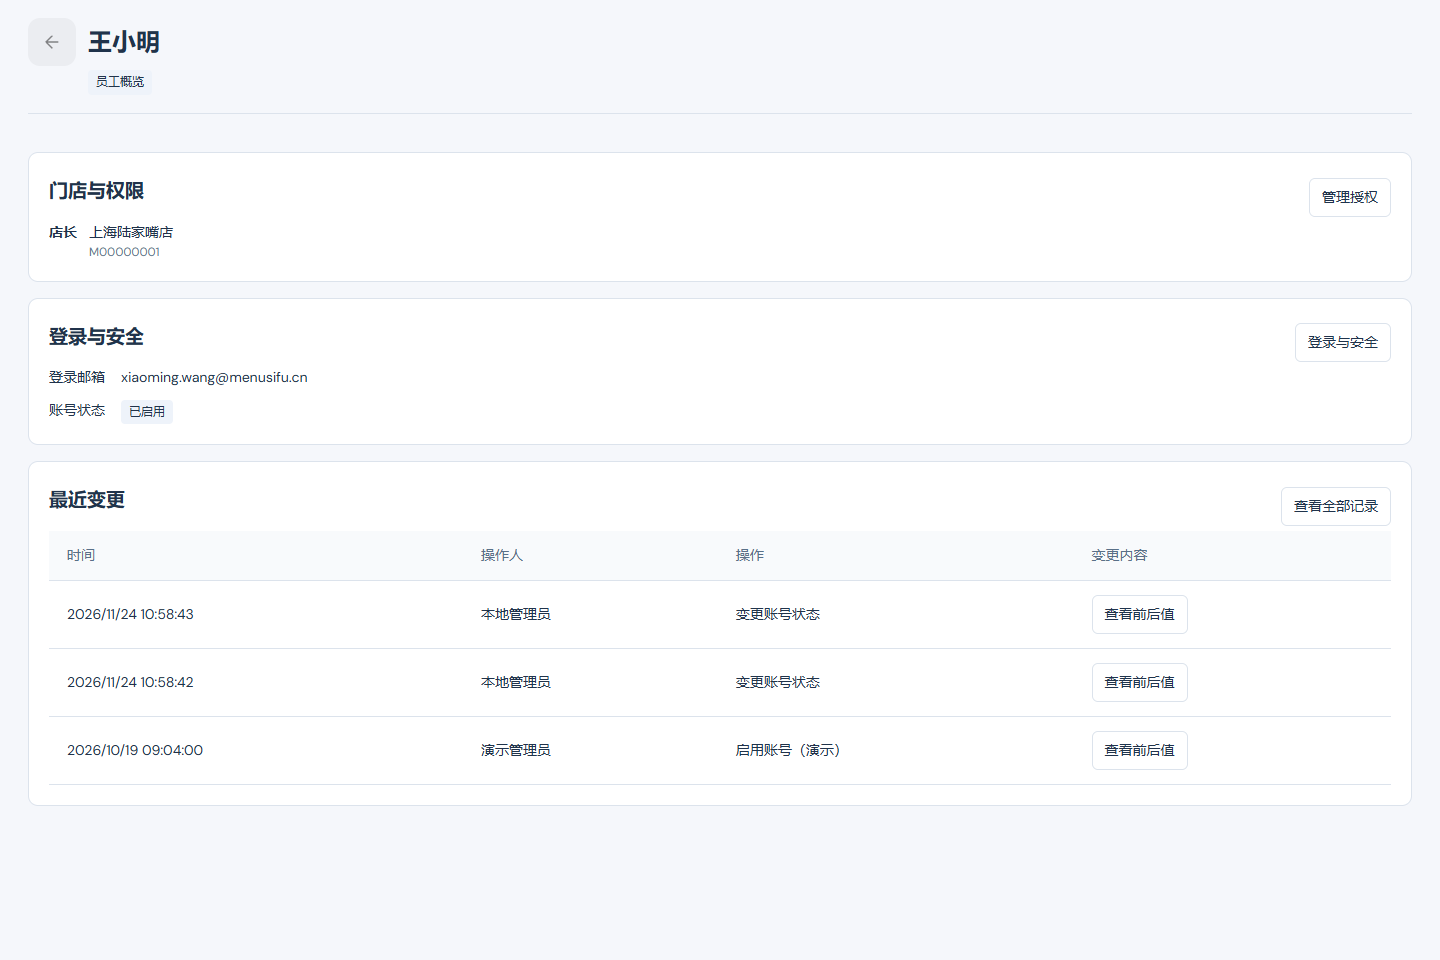 王小明
员工概览
门店与权限
管理授权
店长 上海陆家嘴店
M00000001
登录与安全
登录与安全
登录邮箱 xiaoming.wang@menusifu.cn
账号状态 已启用
最近变更
查看全部记录
时间 操作人 操作 变更内容
2026/11/24 10:58:43 本地管理员 变更账号状态 查看前后值
2026/11/24 10:58:42 本地管理员 变更账号状态 查看前后值
2026/10/19 09:04:00 演示管理员 启用账号（演示） 查看前后值